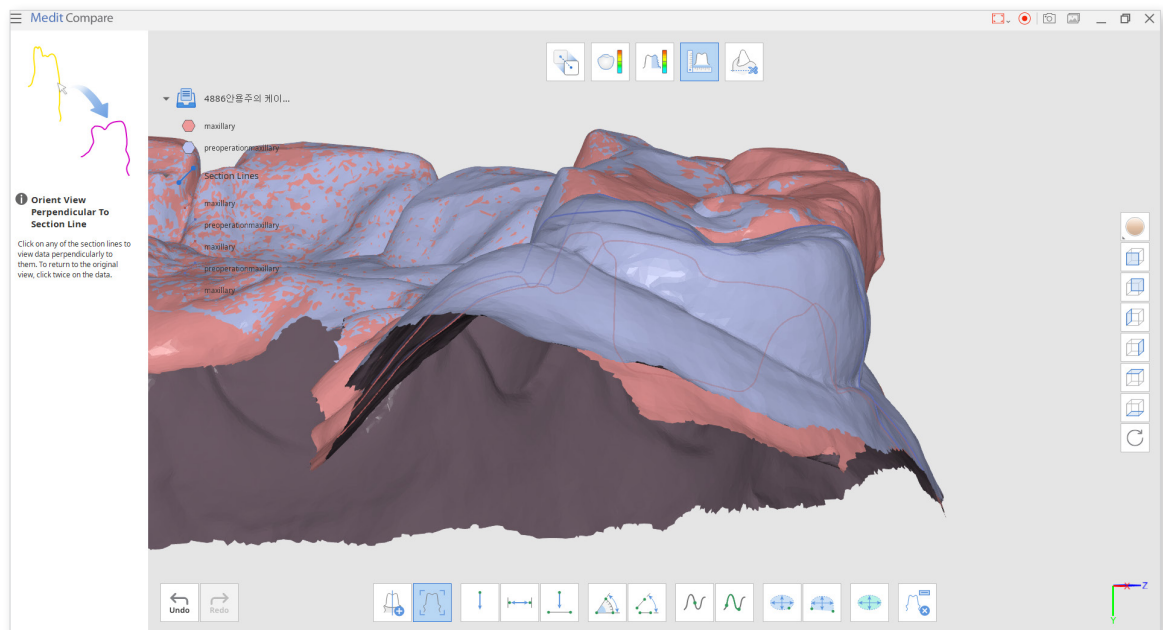 Medit Compare
4886안용주의 케이...
maxillary
preoperationmaxillary
Section Lines
maxillary
preoperationmaxillary
maxillary
preoperationmaxillary
maxillary
Orient View
Perpendicular To
Section Line
Click on any of the section lines to
view data perpendicularly to
them. To return to the original
view, click twice on the data.
Undo
Redo
X
Z
Y